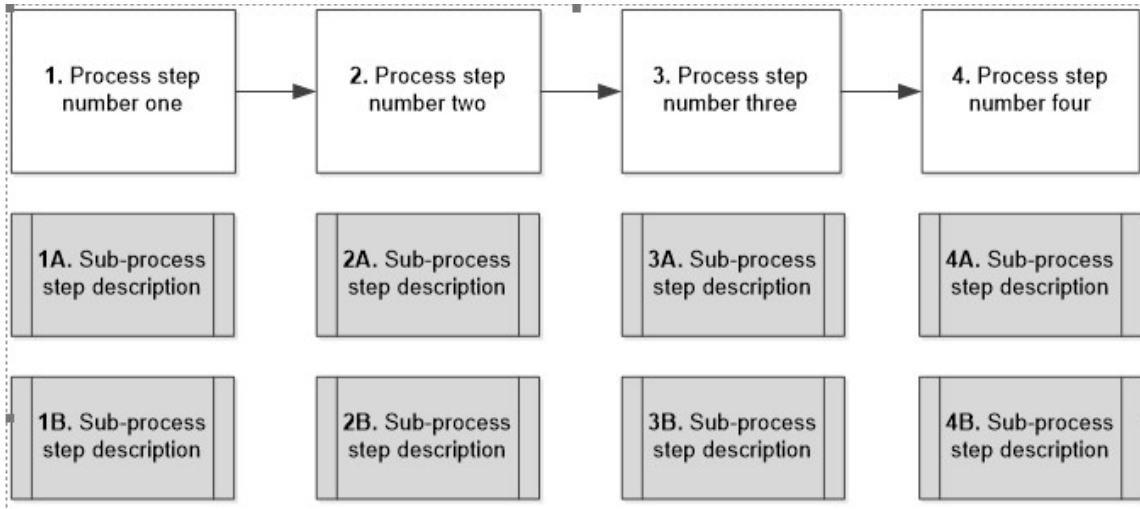 1. Process step
number one
2. Process step
number two
3. Process step
number three
4. Process step
number four
1A. Sub-process
step description
2A. Sub-process
step description
3A. Sub-process
step description
4A. Sub-process
step description
1B. Sub-process
step description
2B. Sub-process
step description
3B. Sub-process
step description
4B. Sub-process
step description